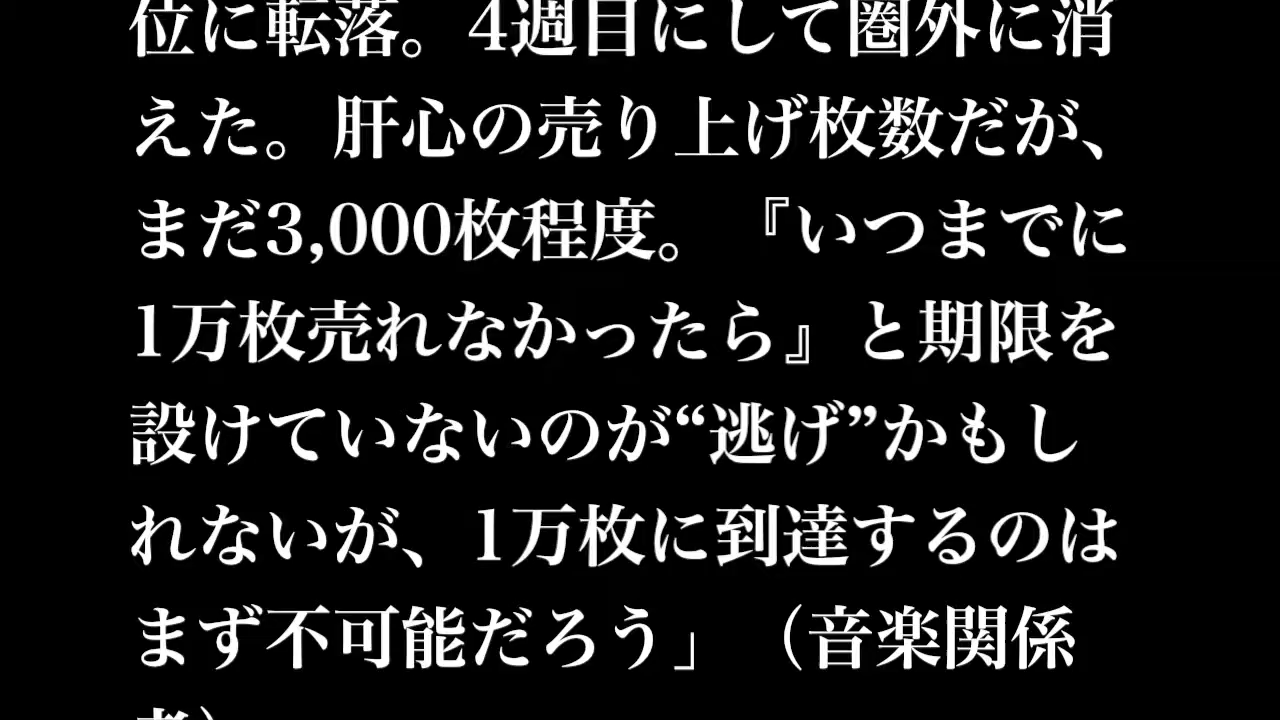 位に転落。4週目にして圏外に消
えた。肝心の売り上げ枚数だが、
まだ3,000枚程度。『いつまでに
1万枚売れなかったら』と期限を
設けていないのが“逃げ”かもし
れないが、1万枚に到達するのは
まず不可能だろう」（音楽関係
者）